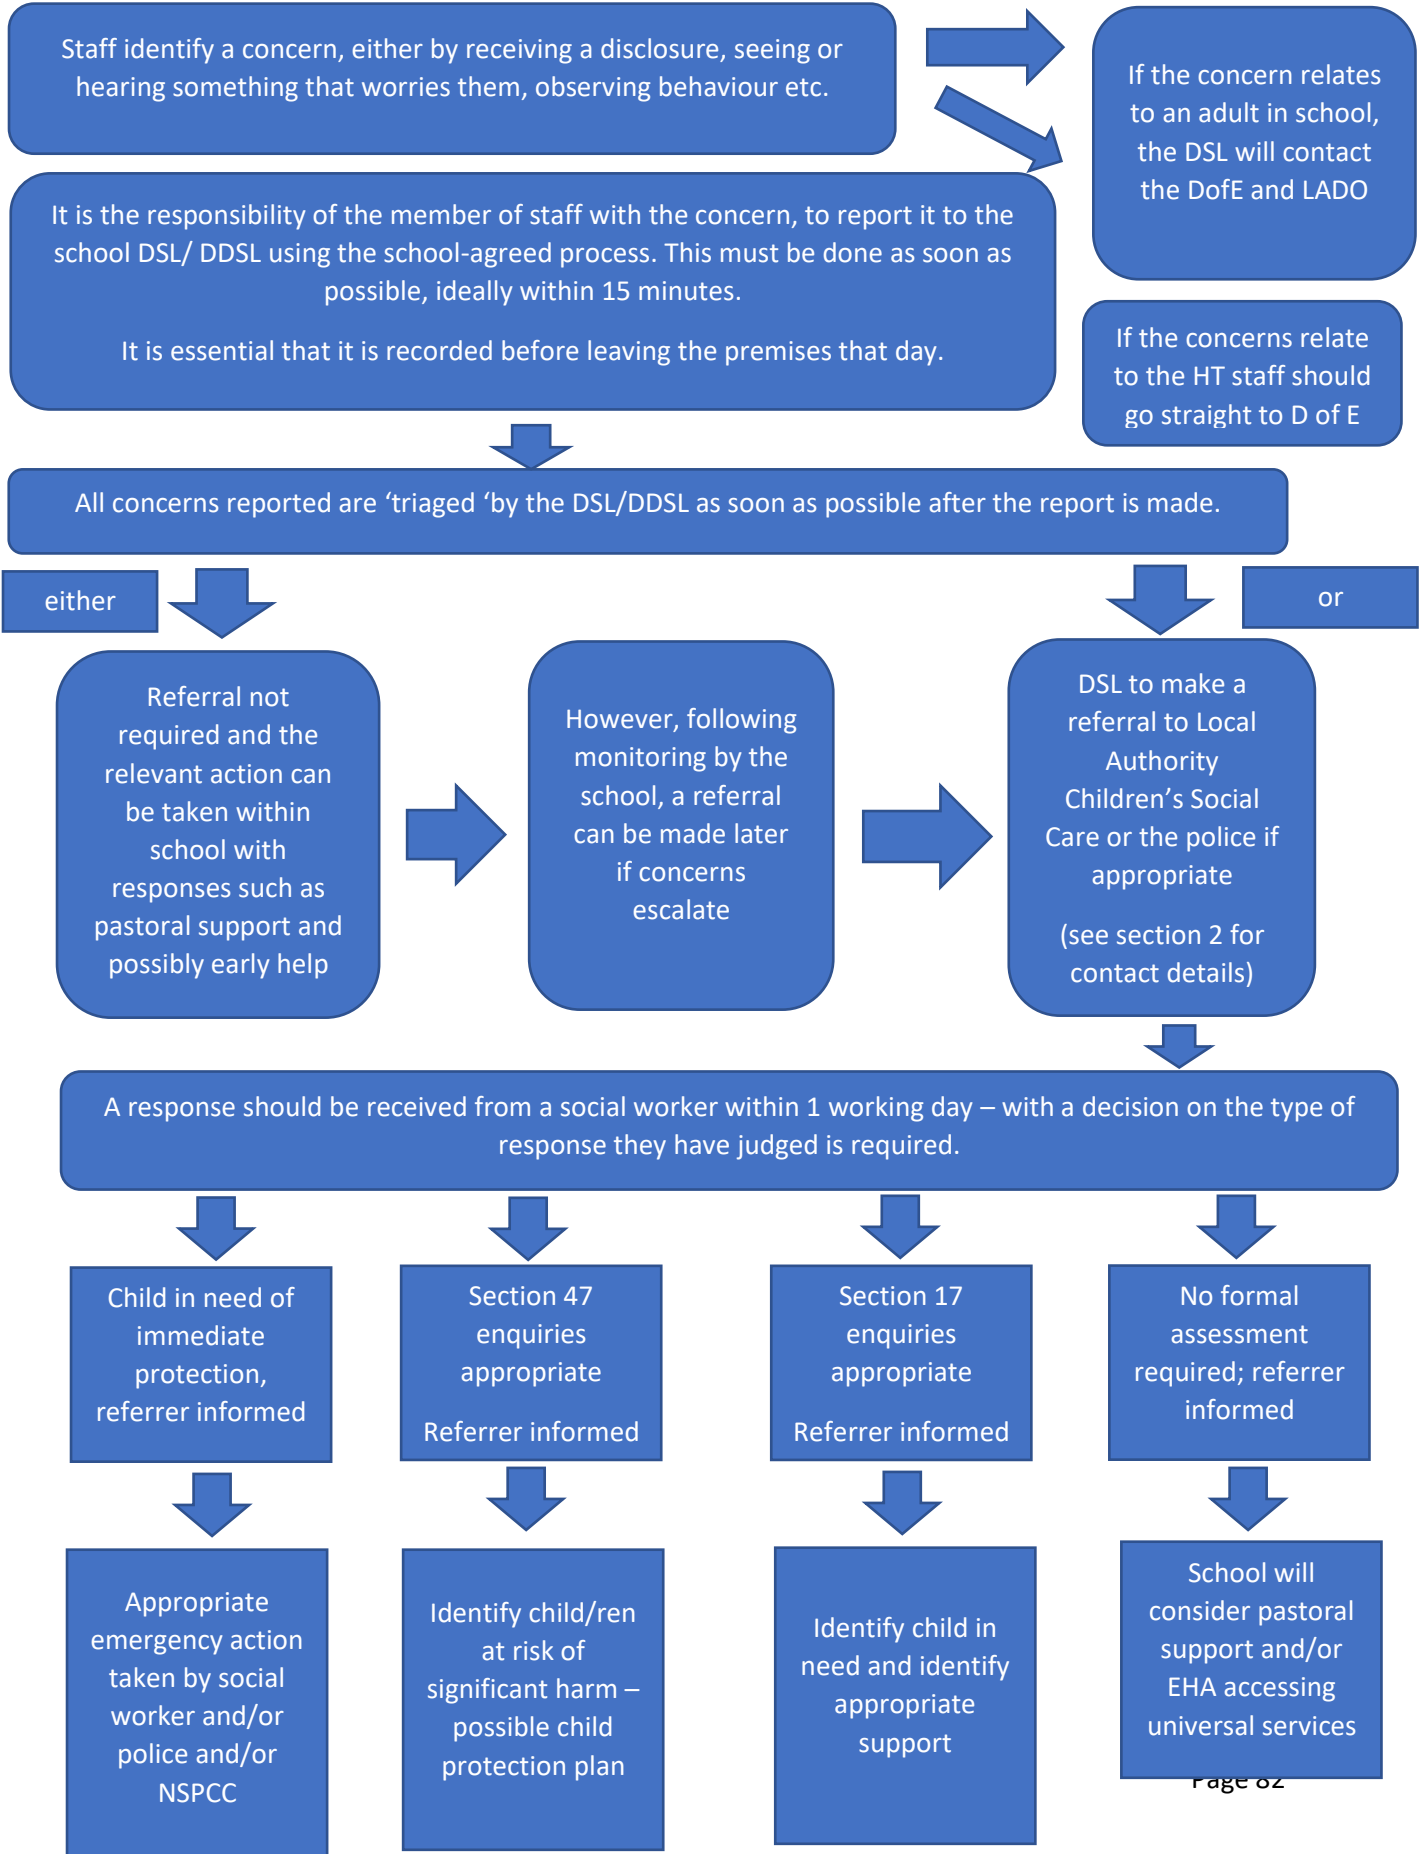 Staff identify a concern, either by receiving a disclosure, seeing or
hearing something that worries them, observing behaviour etc.
If the concern relates
to an adult in school,
the DSL will contact
the DofE and LADO
It is the responsibility of the member of staff with the concern, to report it to the
school DSL/ DDSL using the school-agreed process. This must be done as soon as
possible, ideally within 15 minutes.
It is essential that it is recorded before leaving the premises that day.
If the concerns relate
to the HT staff should
go straight to D of E
All concerns reported are ‘triaged ‘by the DSL/DDSL as soon as possible after the report is made.
either
or
Referral not
required and the
relevant action can
be taken within
school with
responses such as
pastoral support and
possibly early help
However, following
monitoring by the
school, a referral
can be made later
if concerns
escalate
DSL to make a
referral to Local
Authority
Children’s Social
Care or the police if
appropriate
(see section 2 for
contact details)
A response should be received from a social worker within 1 working day – with a decision on the type of
response they have judged is required.
Child in need of
immediate
protection,
referrer informed
Section 47
enquiries
appropriate
Referrer informed
Section 17
enquiries
appropriate
Referrer informed
No formal
assessment
required; referrer
informed
Appropriate
emergency action
taken by social
worker and/or
police and/or
NSPCC
Identify child/ren
at risk of
significant harm –
possible child
protection plan
Identify child in
need and identify
appropriate
support
School will
consider pastoral
support and/or
EHA accessing
universal services
Page 82